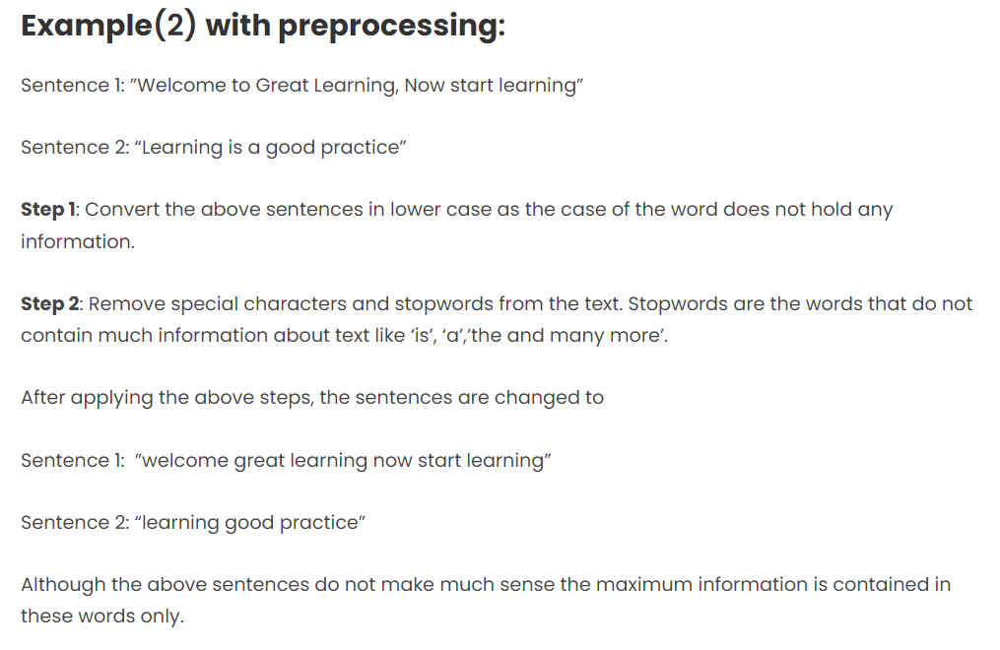 Example(2) with preprocessing:
Sentence 1: ”Welcome to Great Learning, Now start learning”
Sentence 2: “Learning is a good practice”
Step 1: Convert the above sentences in lower case as the case of the word does not hold any
information.
Step 2: Remove special characters and stopwords from the text. Stopwords are the words that do not
contain much information about text like ‘is’, ‘a’,’the and many more’.
After applying the above steps, the sentences are changed to
Sentence 1:  ”welcome great learning now start learning”
Sentence 2: “learning good practice”
Although the above sentences do not make much sense the maximum information is contained in
these words only.